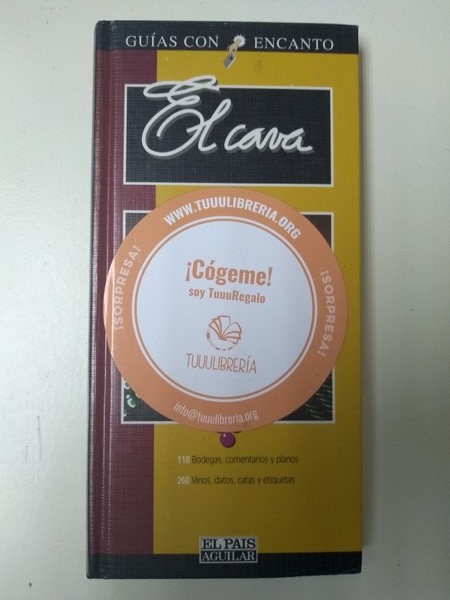 GUÍAS CON ENCANTO
El cava
WWW.TUUULIBRERIA.ORG
¡SORPRESA!
¡SORPRESA!
¡Cógeme!
soy TuuuRegalo
TUUULIBRERÍA
info@tuuulibreria.org
118 Bodegas, comentarios y planos
260 Vinos, datos, catas y etiquetas
EL PAIS
AGUILAR